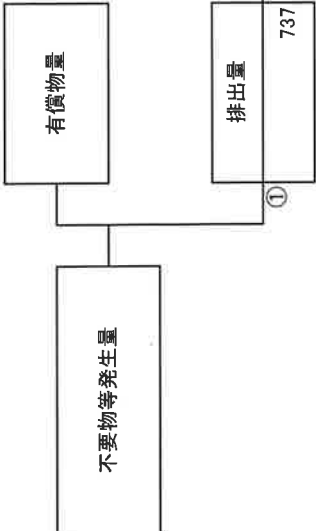 不要物等発生量
有償物量
①
排出量
737